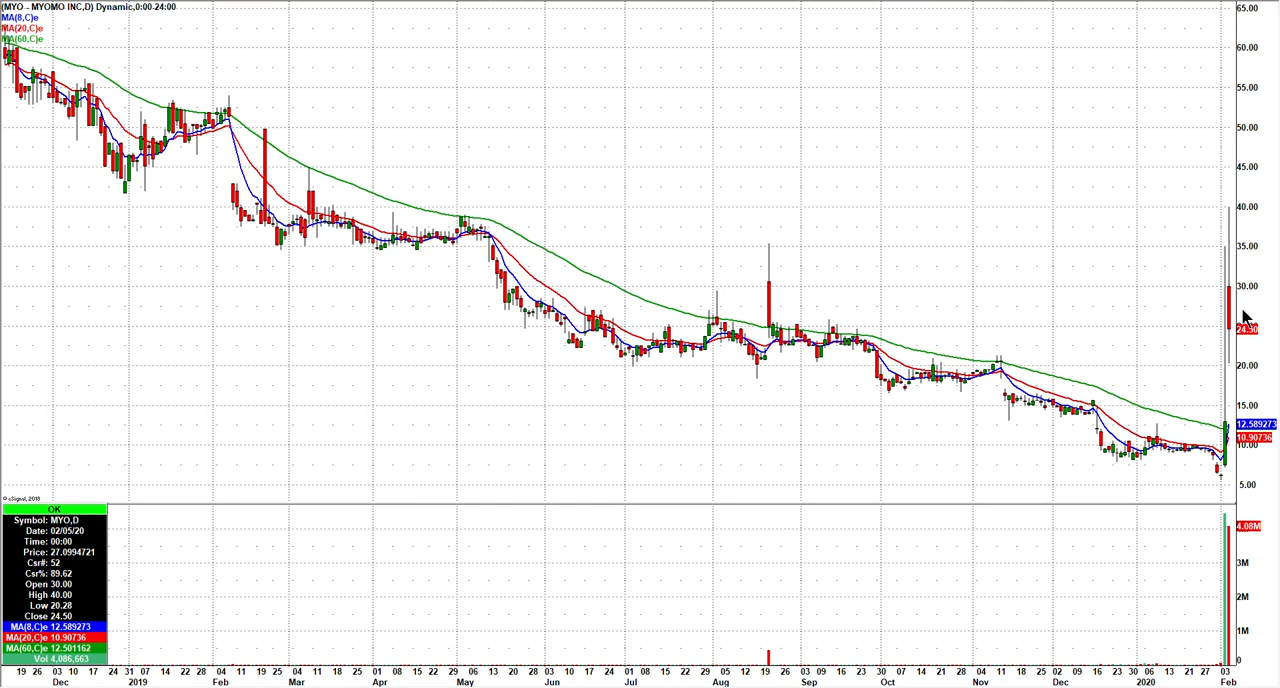 (MYO - MYOMO INC,D) Dynamic,0:00-24:00
MA(8,C)e
MA(20,C)e
MA(60,C)e
65.00
60.00
55.00
50.00
45.00
40.00
35.00
30.00
24.50
20.00
15.00
12.589273
10.90736
10.00
5.00
© eSignal, 2018
OK
Symbol: MYO,D
Date: 02/05/20
Time: 00:00
Price: 27.0994721
Csr#: 52
Csr%: 89.62
Open 30.00
High 40.00
Low 20.28
Close 24.50
MA(8,C)e 12.589273
MA(20,C)e 10.90736
MA(60,C)e 12.501162
Vol 4,086,663
4.08M
3M
2M
1M
0
19 26 03 10 17 24 31 07 14 22 28 04 11 19 25 04 11 18 25 01 08 15 22 29 06 13 20 28 03 10 17 24 01 08 15 22 29 05 12 19 26 03 09 16 23 30 07 14 21 28 04 11 18 25 02 09 16 23 30 06 13 21 27 03
Dec 2019 Feb Mar Apr May Jun Jul Aug Sep Oct Nov Dec 2020 Feb